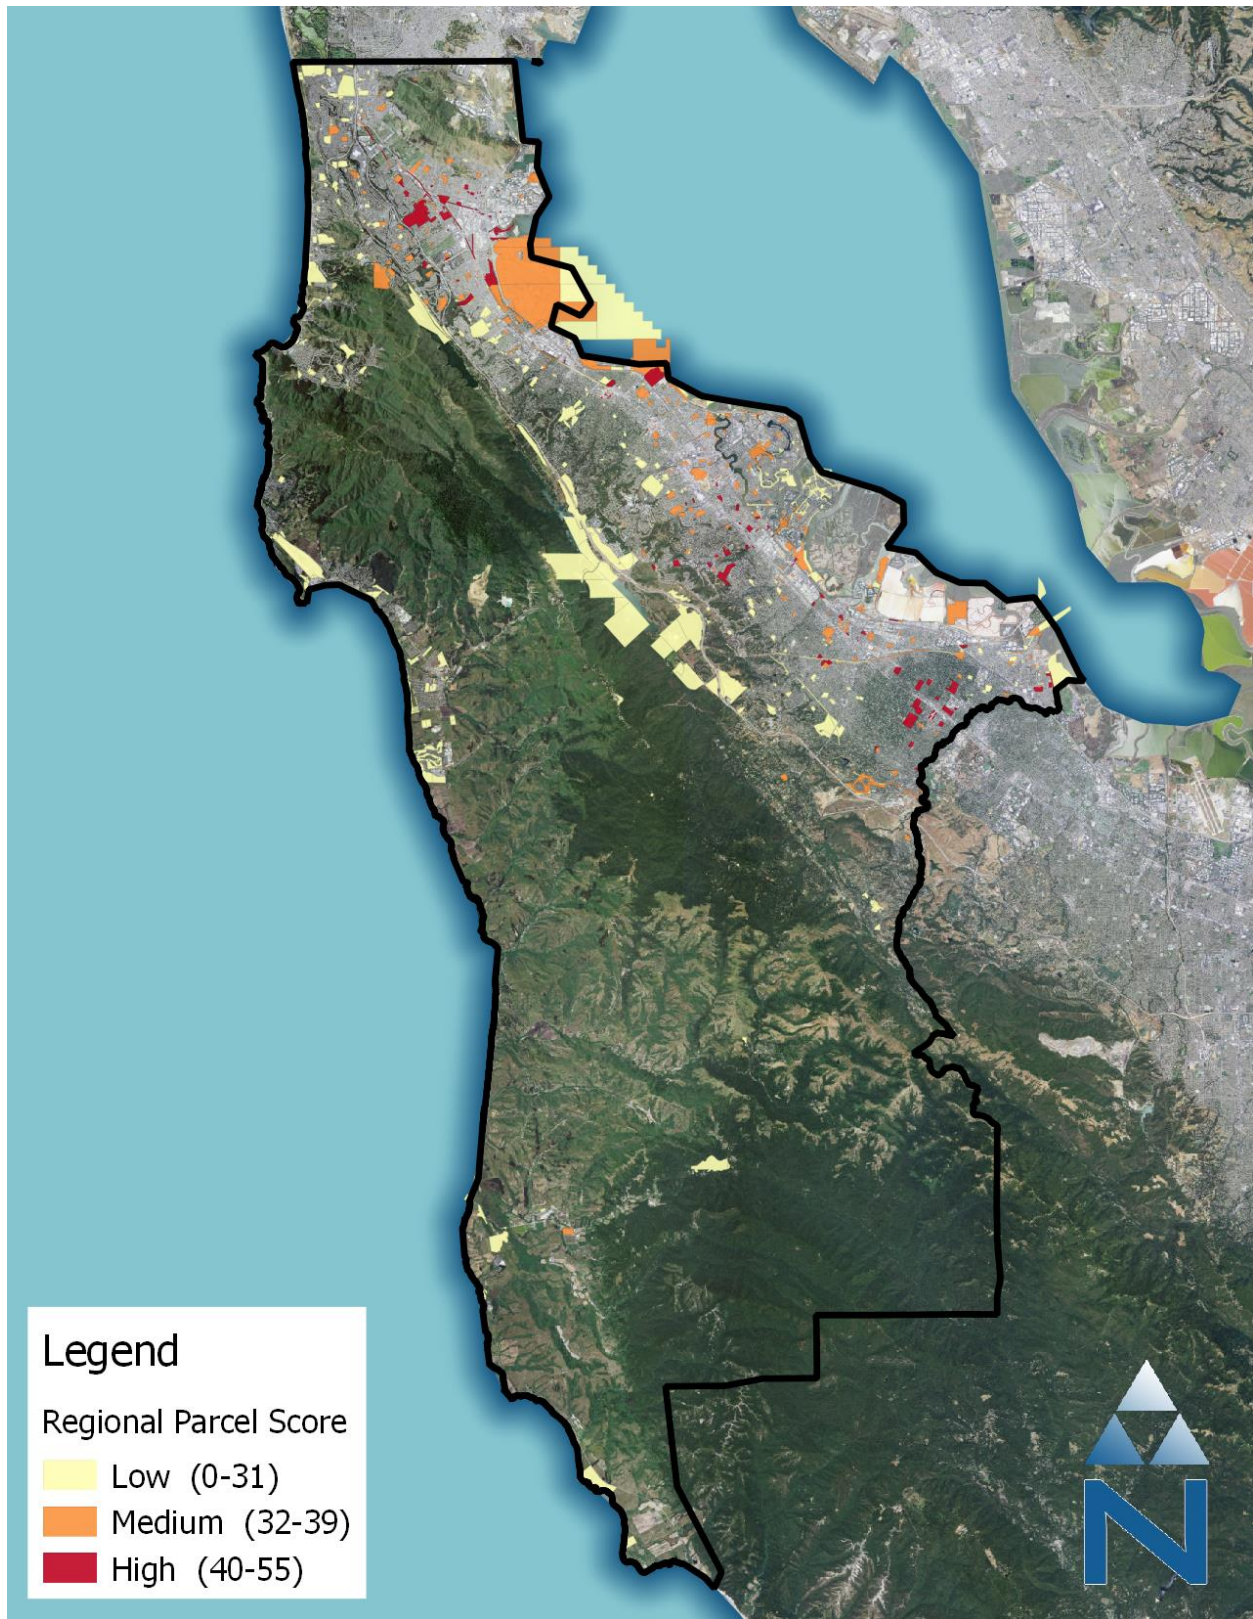 Legend
Regional Parcel Score
Low (0-31)
Medium (32-39)
High (40-55)
N